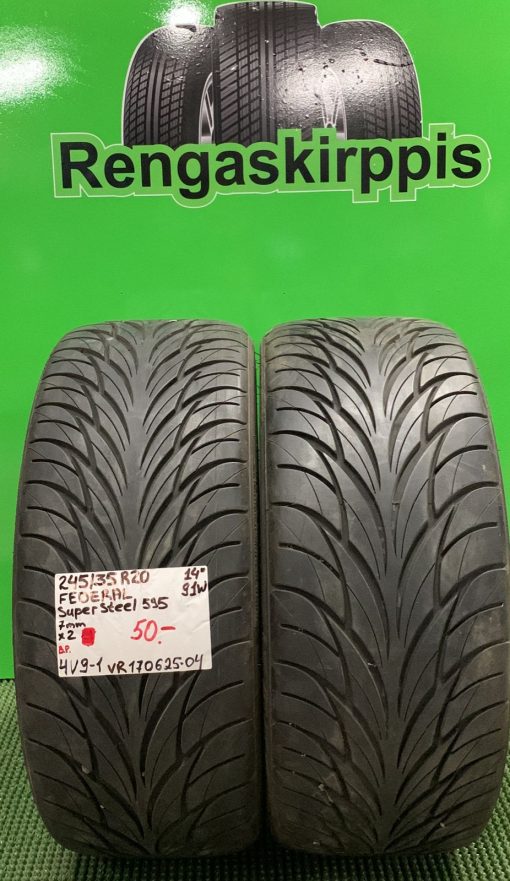 Rengaskirppis
245/35 R20 14"
FEDERAL 91W
Super Steel 595
7mm
x2 50.-
B.P.
4V9-1 VR170625-04